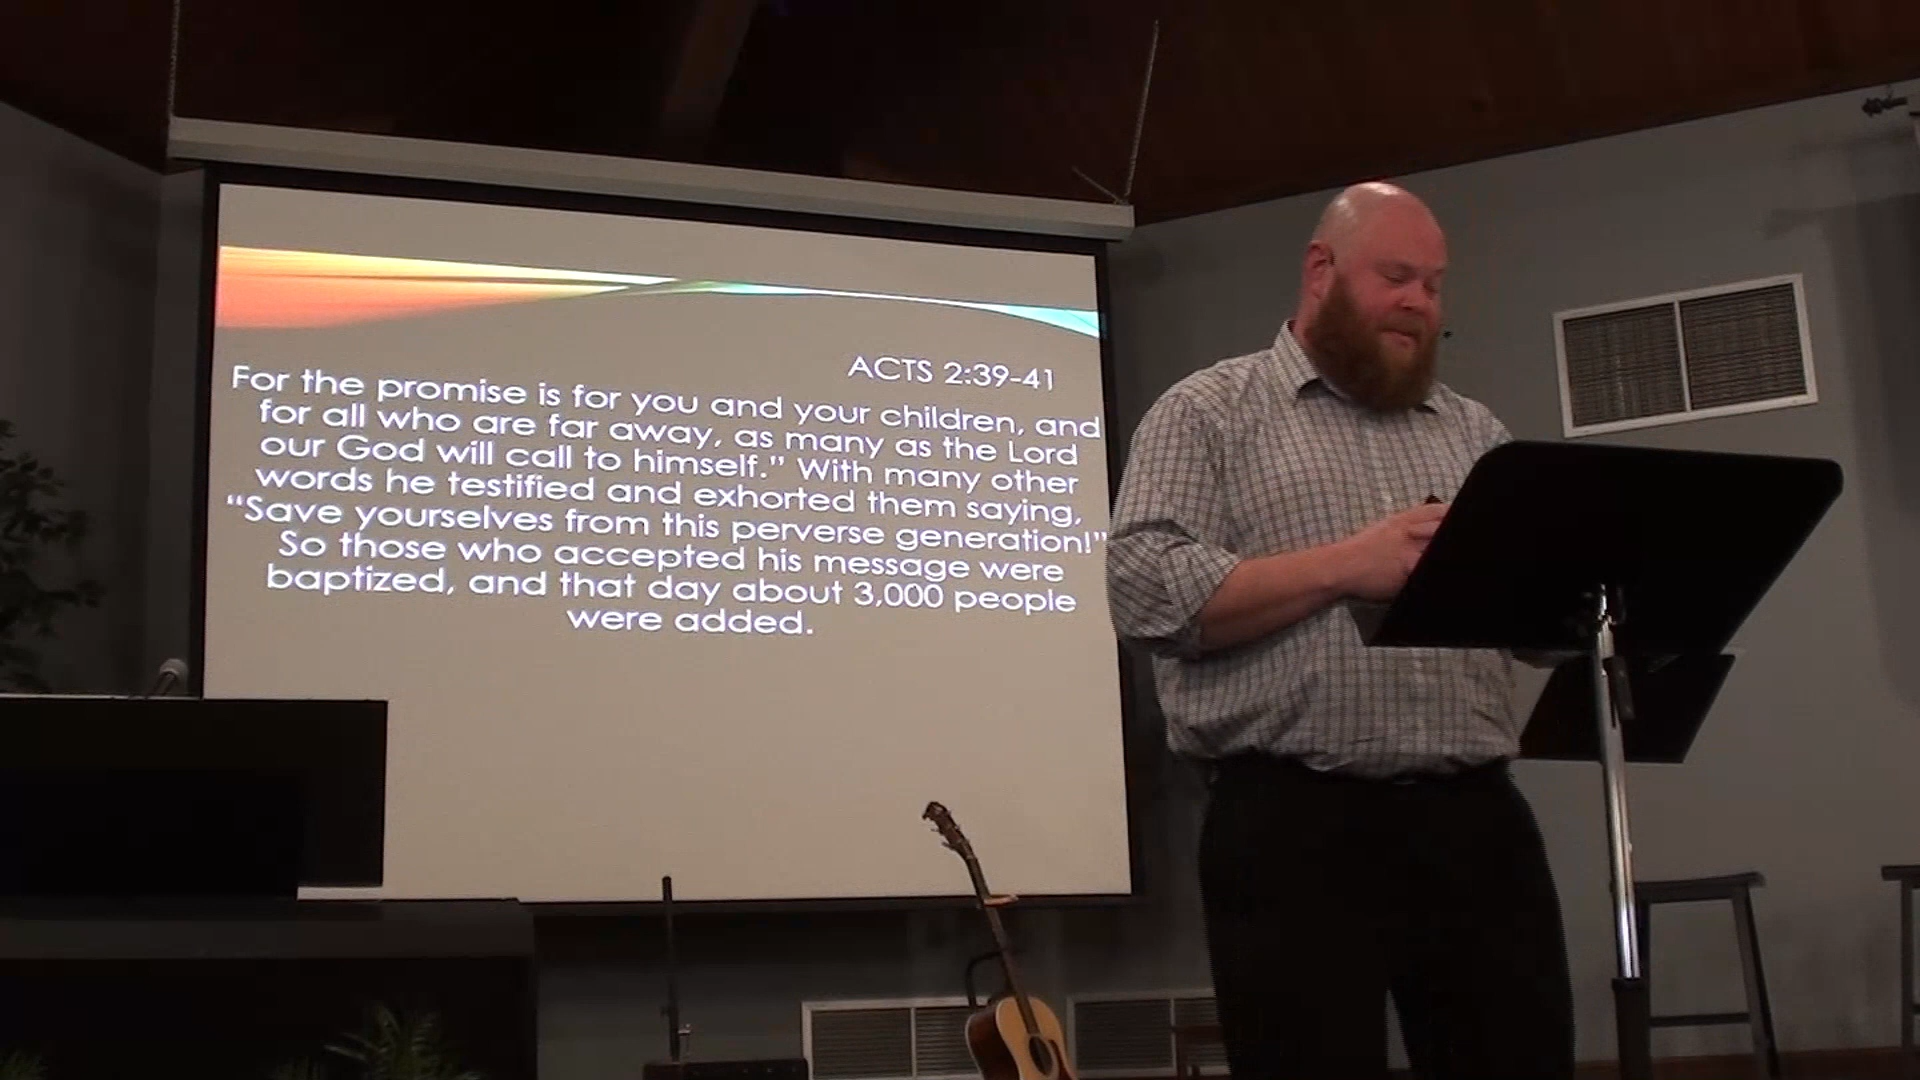 ACTS 2:39-41
For the promise is for you and your children, and
for all who are far away, as many as the Lord
our God will call to himself.” With many other
words he testified and exhorted them saying,
“Save yourselves from this perverse generation!”
So those who accepted his message were
baptized, and that day about 3,000 people
were added.